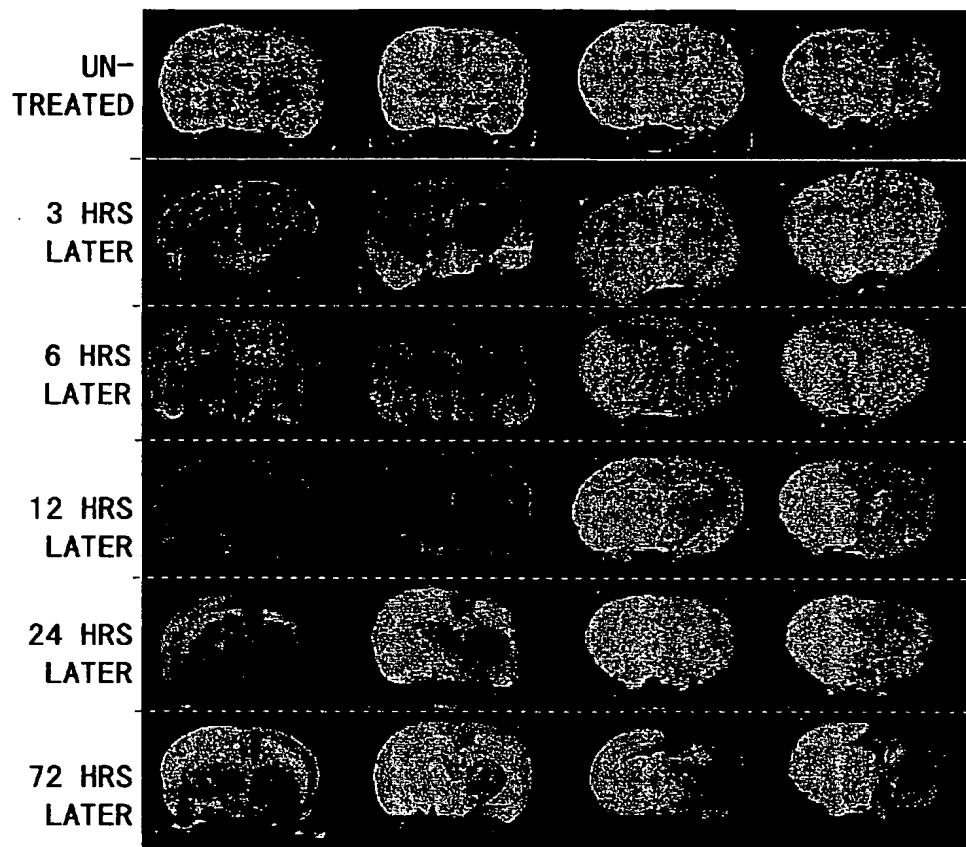 UN-
TREATED
3 HRS
LATER
6 HRS
LATER
12 HRS
LATER
24 HRS
LATER
72 HRS
LATER